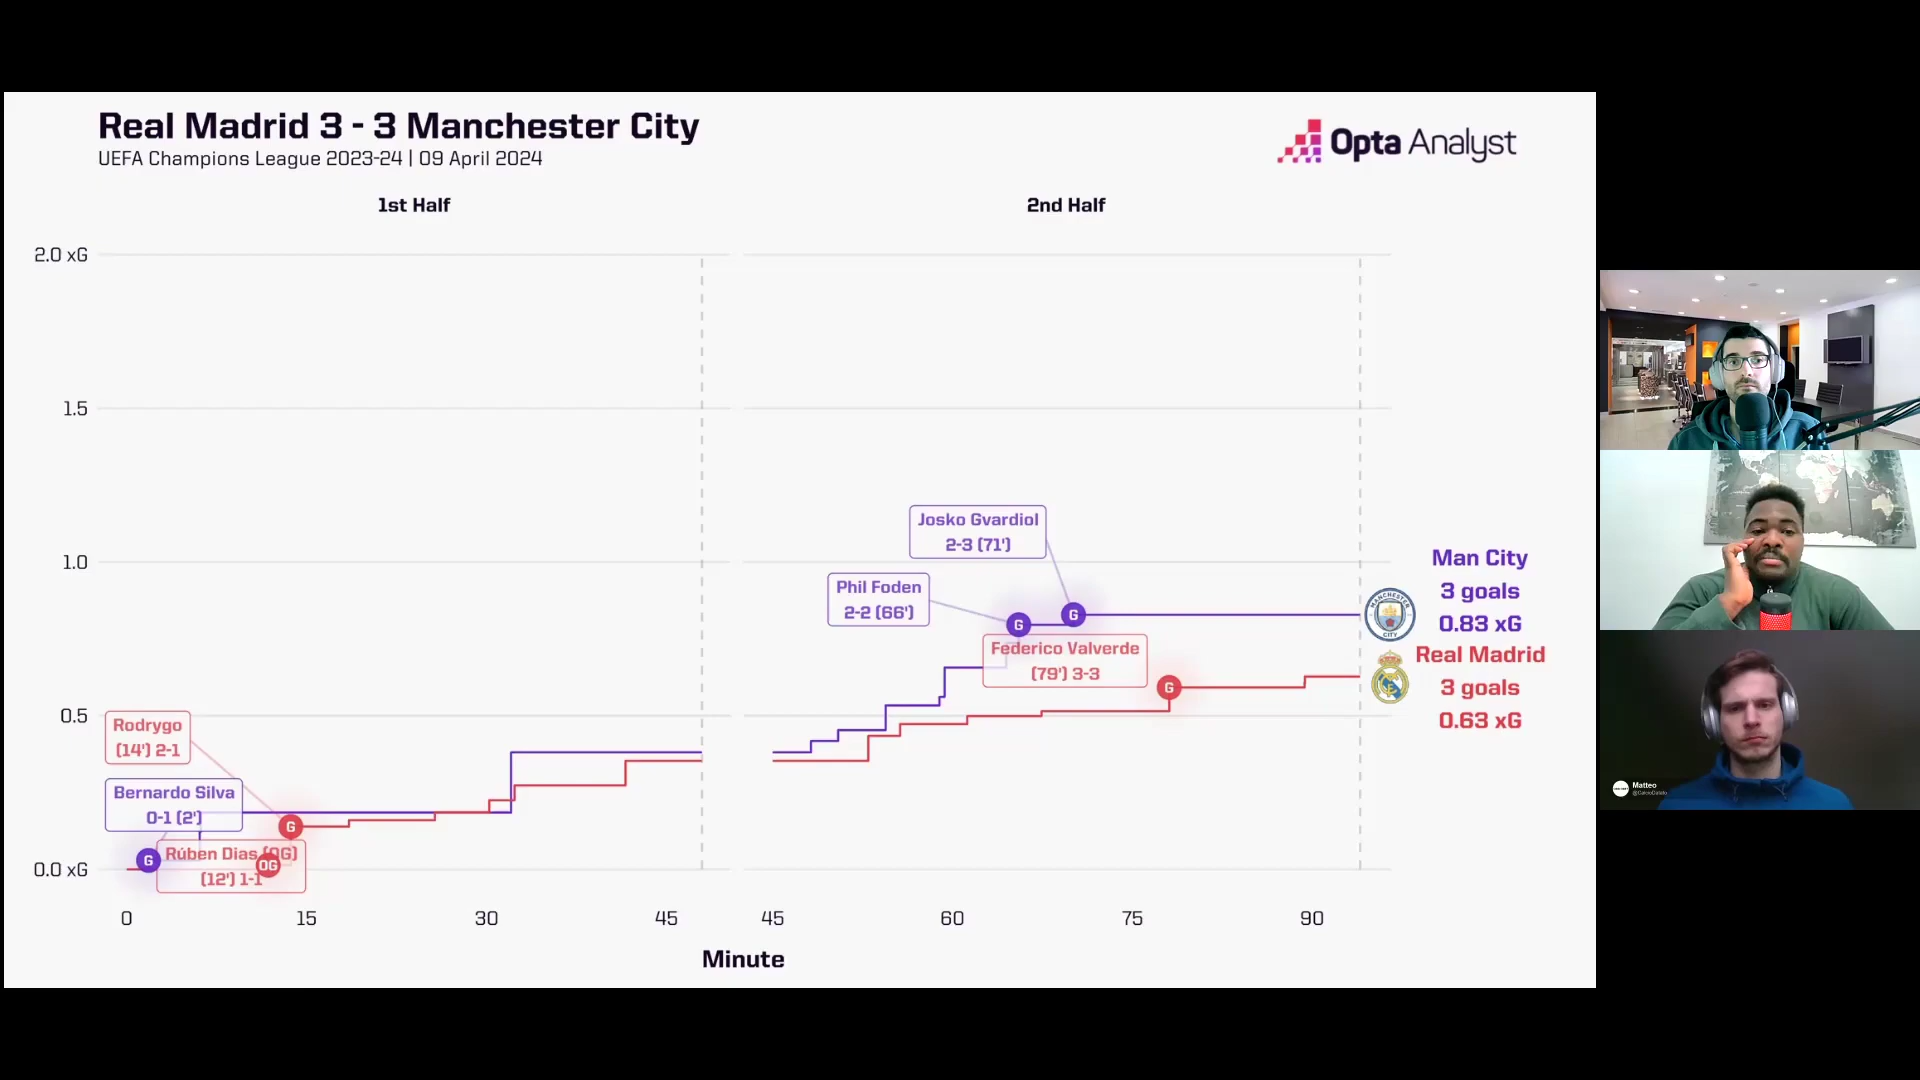 Real Madrid 3 - 3 Manchester City
UEFA Champions League 2023-24 | 09 April 2024
Opta Analyst
1st Half
2nd Half
2.0 xG
1.5
1.0
0.5
0.0 xG
Josko Gvardiol
2-3 (71')
Phil Foden
2-2 (66')
G
G
Federico Valverde
(79') 3-3
G
Rodrygo
(14') 2-1
Bernardo Silva
0-1 (2')
G
G
Rúben Dias (OG)
(12') 1-1
OG
Man City
3 goals
0.83 xG
Real Madrid
3 goals
0.63 xG
MANCHESTER
CITY
0 15 30 45 45 60 75 90
Minute
Matteo